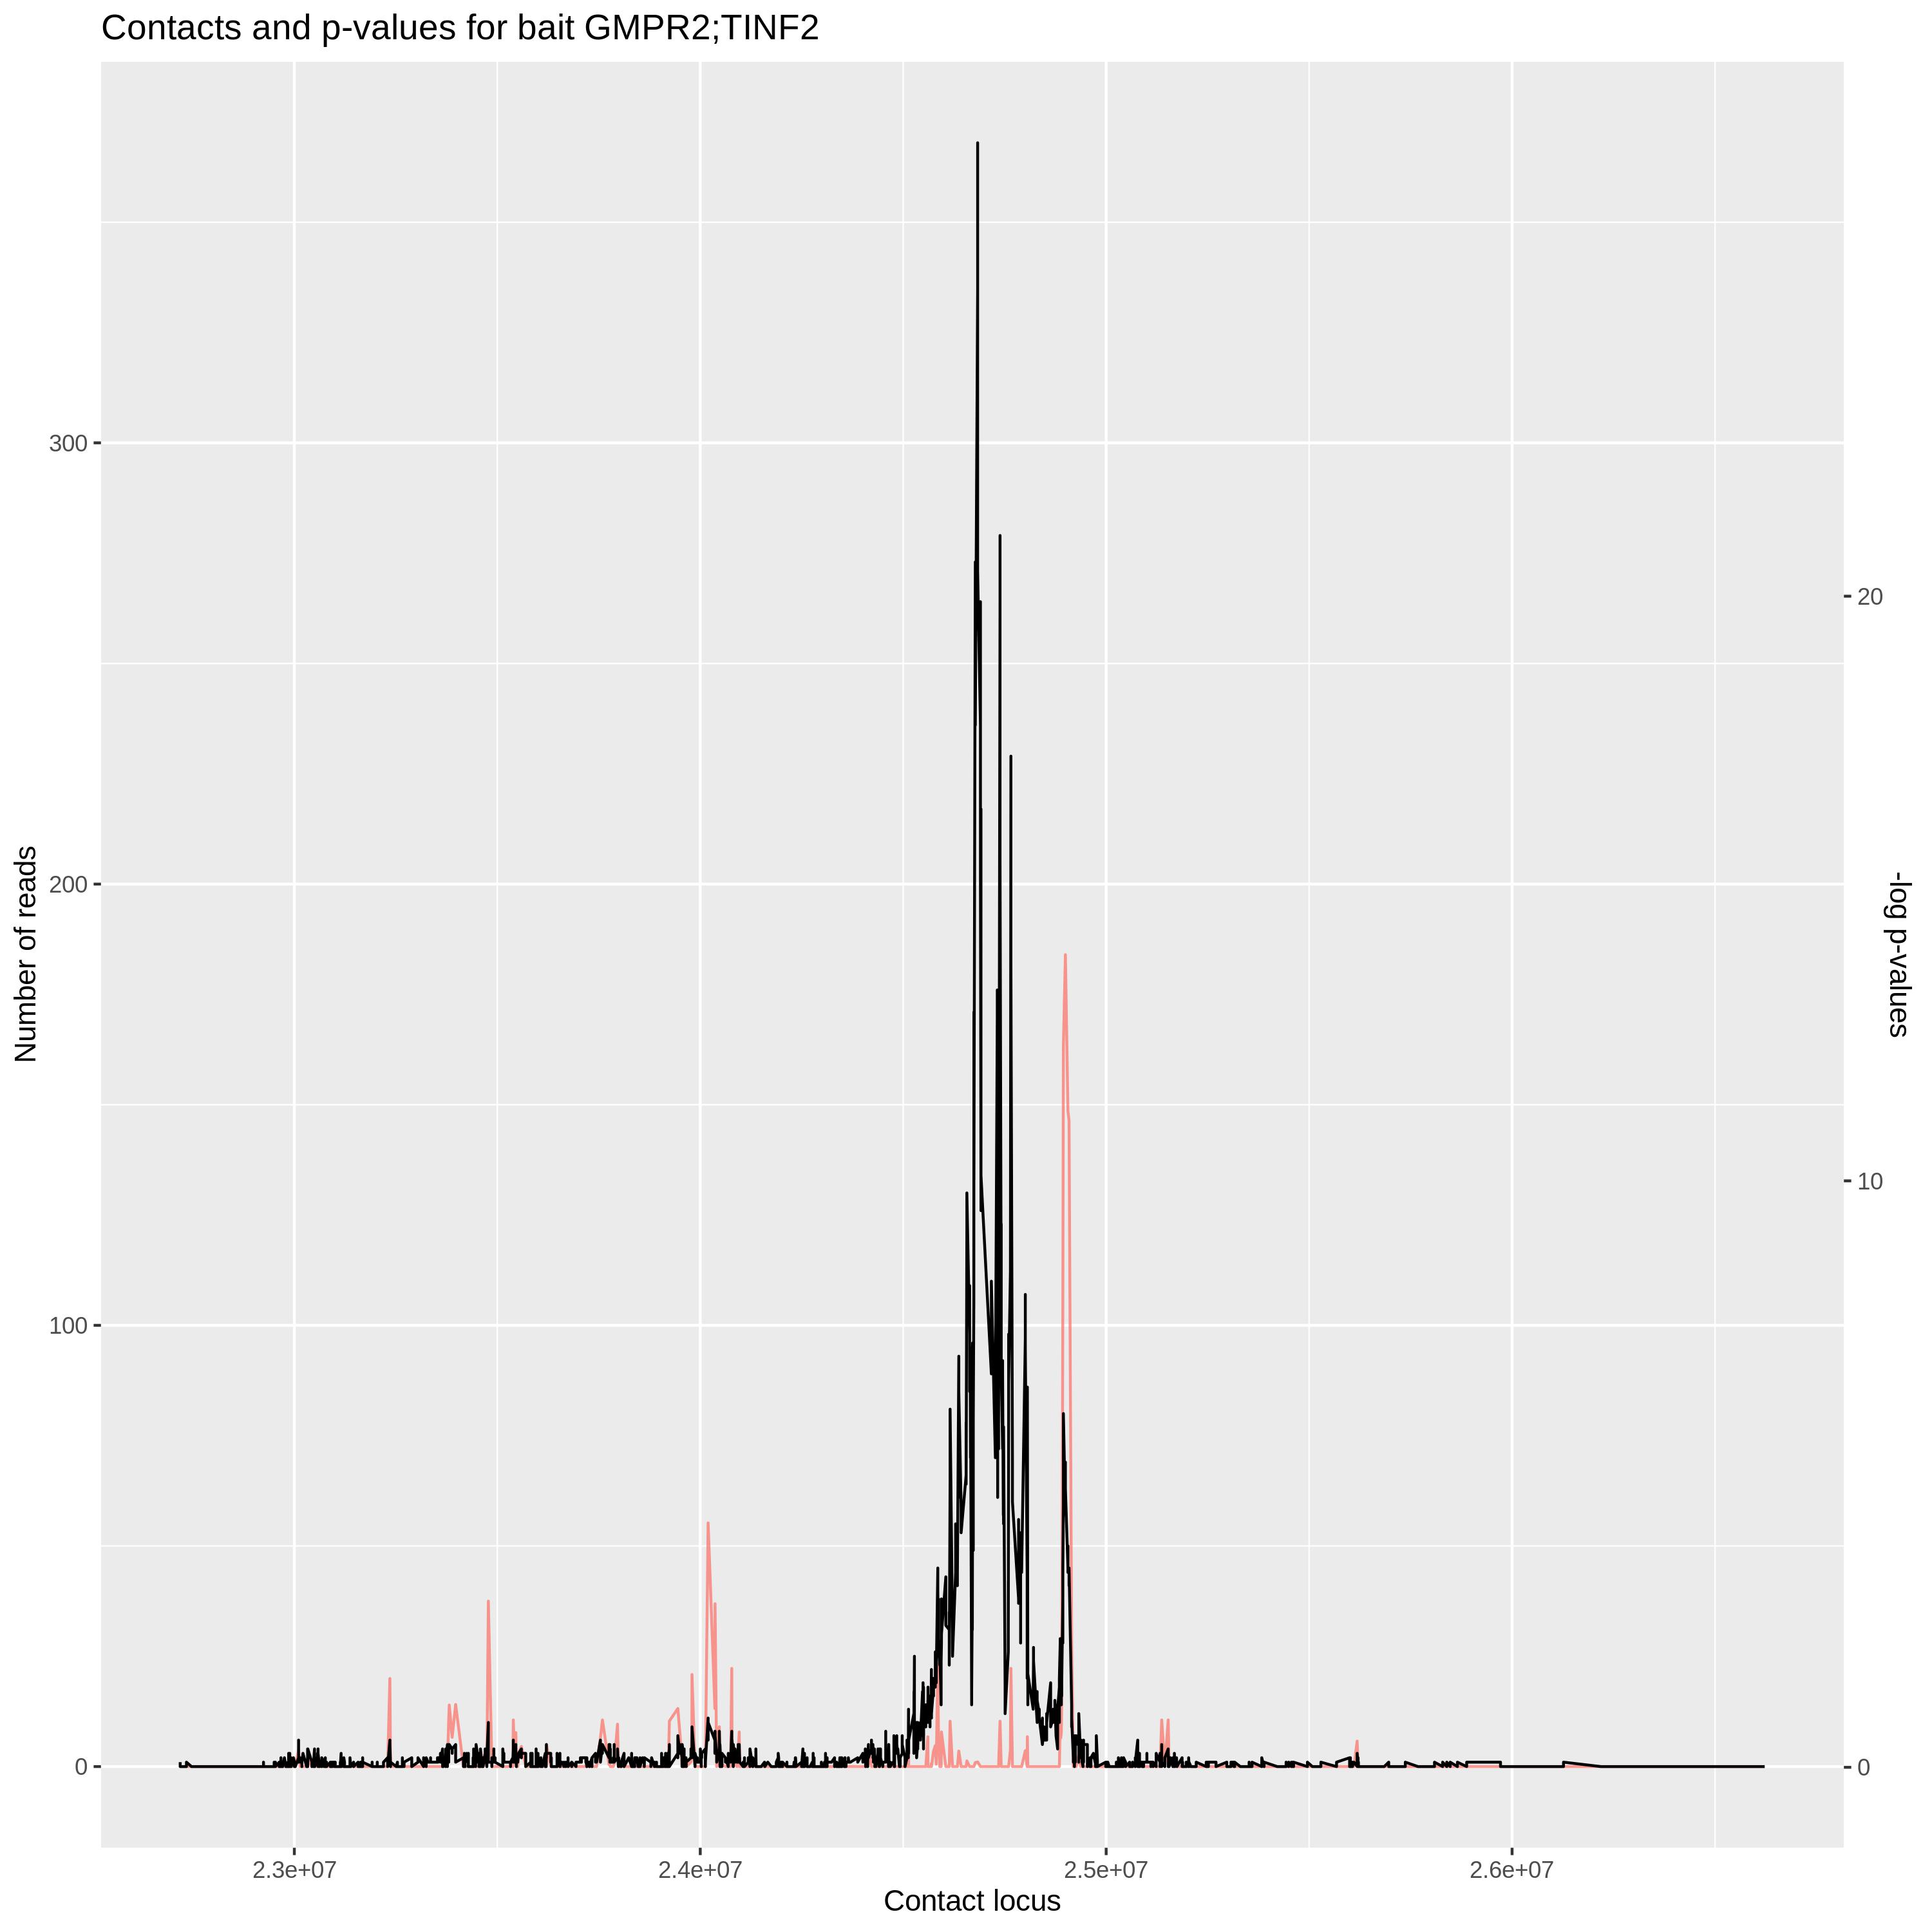 Contacts and p-values for bait GMPR2;TINF2
Number of reads
300
200
100
0
20
10
0
-log p-values
2.3e+07
2.4e+07
2.5e+07
2.6e+07
Contact locus